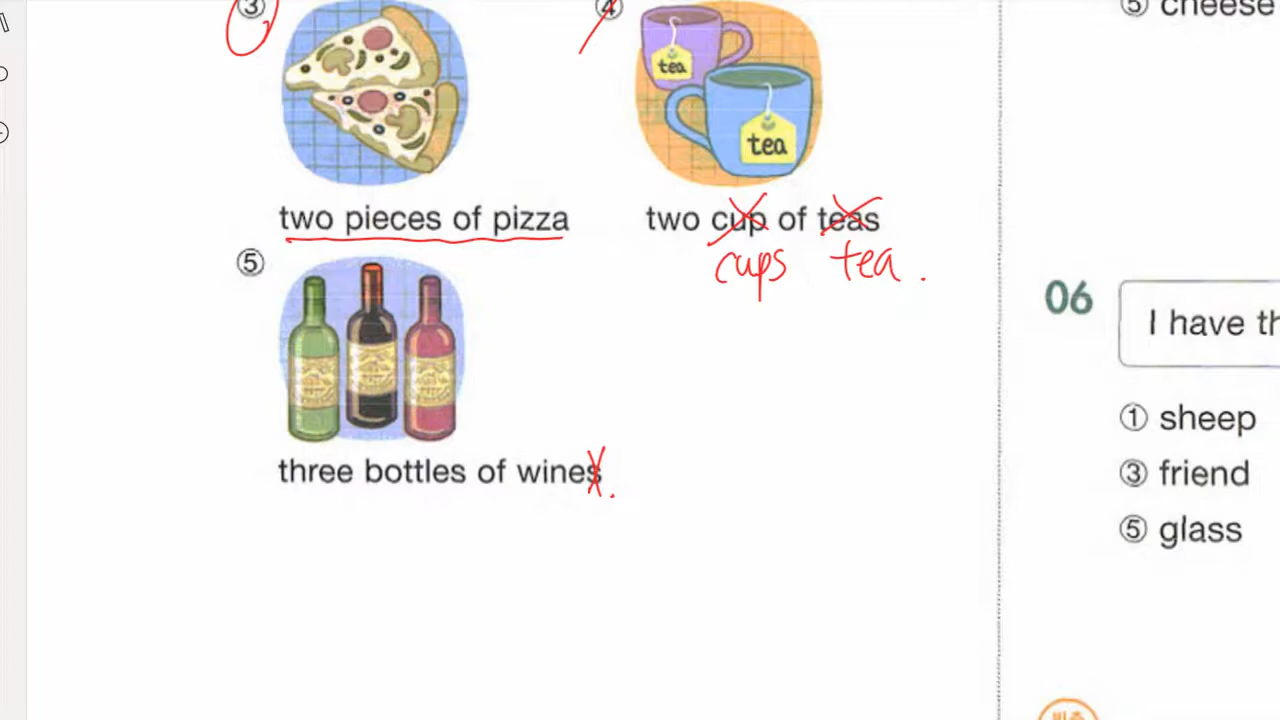 ③
④
⑤ cheese
tea
tea
two pieces of pizza
two cup of teas
cups tea .
⑤
three bottles of wines
06
I have th
① sheep
③ friend
⑤ glass